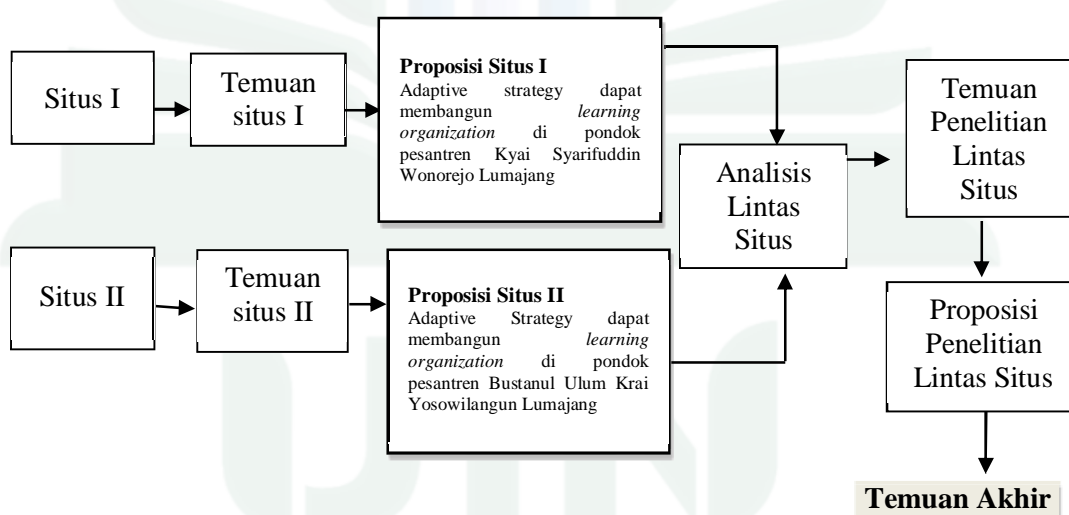 Situs I
Temuan
situs I
Proposisi Situs I
Adaptive strategy dapat
membangun learning
organization di pondok
pesantren Kyai Syarifuddin
Wonorejo Lumajang
Situs II
Temuan
situs II
Proposisi Situs II
Adaptive Strategy dapat
membangun learning
organization di pondok
pesantren Bustanul Ulum Krai
Yosowilangun Lumajang
Analisis
Lintas
Situs
Temuan
Penelitian
Lintas
Situs
Proposisi
Penelitian
Lintas Situs
Temuan Akhir